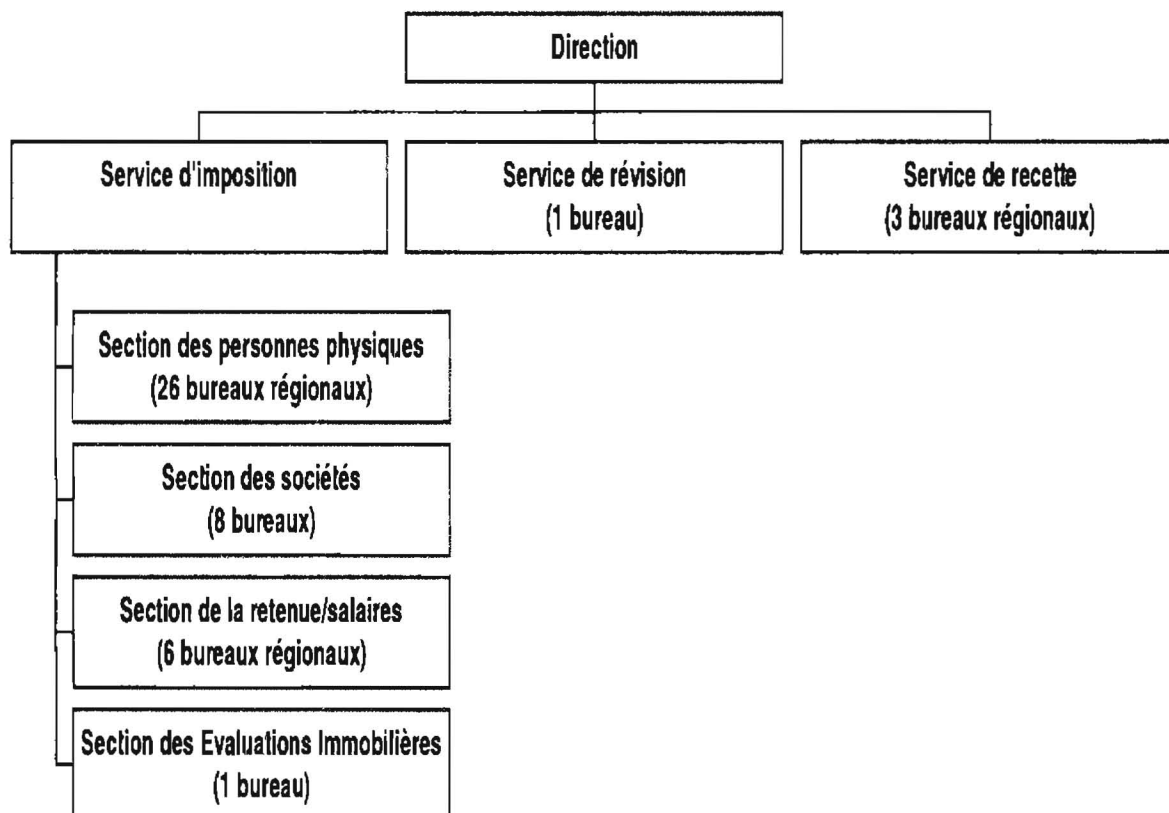 Direction
Service d'imposition
Service de révision
(1 bureau)
Service de recette
(3 bureaux régionaux)
Section des personnes physiques
(26 bureaux régionaux)
Section des sociétés
(8 bureaux)
Section de la retenue/salaires
(6 bureaux régionaux)
Section des Evaluations Immobilières
(1 bureau)